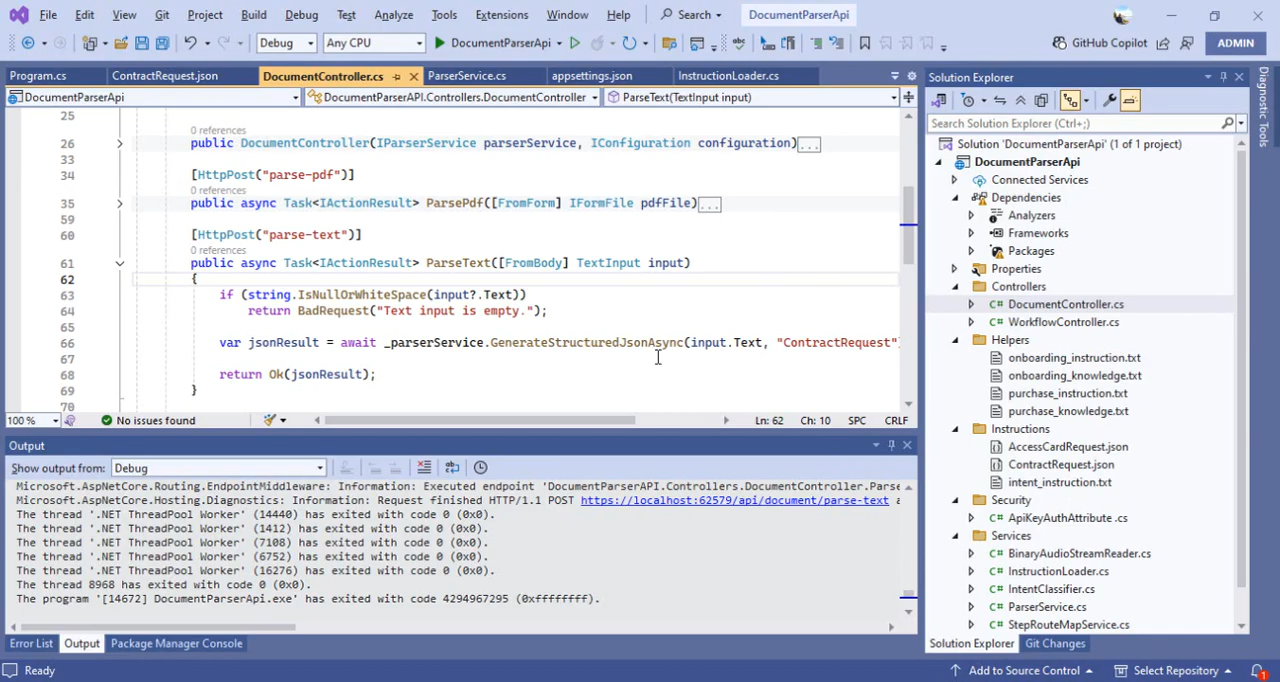 File Edit View Git Project Build Debug Test Analyze Tools Extensions Window Help Search DocumentParserApi
Debug Any CPU DocumentParserApi GitHub Copilot ADMIN
Program.cs ContractRequest.json DocumentController.cs ParserService.cs appsettings.json InstructionLoader.cs
DocumentParserApi DocumentParserAPI.Controllers.DocumentController ParseText(TextInput input)
25
0 references
26 public DocumentController(IParserService parserService, IConfiguration configuration)...
33
34 [HttpPost("parse-pdf")]
0 references
35 public async Task<IActionResult> ParsePdf([FromForm] IFormFile pdfFile)...
59
60 [HttpPost("parse-text")]
0 references
61 public async Task<IActionResult> ParseText([FromBody] TextInput input)
62 {
63 if (string.IsNullOrWhiteSpace(input?.Text))
64 return BadRequest("Text input is empty.");
65
66 var jsonResult = await _parserService.GenerateStructuredJsonAsync(input.Text, "ContractRequest"
67
68 return Ok(jsonResult);
69 }
70
100 % No issues found Ln: 62 Ch: 10 SPC CRLF
Output
Show output from: Debug
Microsoft.AspNetCore.Routing.EndpointMiddleware: Information: Executed endpoint 'DocumentParserAPI.Controllers.DocumentController.Parse
Microsoft.AspNetCore.Hosting.Diagnostics: Information: Request finished HTTP/1.1 POST https://localhost:62579/api/document/parse-text a
The thread '.NET ThreadPool Worker' (14440) has exited with code 0 (0x0).
The thread '.NET ThreadPool Worker' (1412) has exited with code 0 (0x0).
The thread '.NET ThreadPool Worker' (7108) has exited with code 0 (0x0).
The thread '.NET ThreadPool Worker' (6752) has exited with code 0 (0x0).
The thread '.NET ThreadPool Worker' (16276) has exited with code 0 (0x0).
The thread 8968 has exited with code 0 (0x0).
The program '[14672] DocumentParserApi.exe' has exited with code 4294967295 (0xffffffff).
Error List Output Package Manager Console
Solution Explorer
Search Solution Explorer (Ctrl+;)
Solution 'DocumentParserApi' (1 of 1 project)
DocumentParserApi
Connected Services
Dependencies
Analyzers
Frameworks
Packages
Properties
Controllers
C# DocumentController.cs
C# WorkflowController.cs
Helpers
onboarding_instruction.txt
onboarding_knowledge.txt
purchase_instruction.txt
purchase_knowledge.txt
Instructions
AccessCardRequest.json
ContractRequest.json
intent_instruction.txt
Security
C# ApiKeyAuthAttribute .cs
Services
C# BinaryAudioStreamReader.cs
C# InstructionLoader.cs
C# IntentClassifier.cs
C# ParserService.cs
C# StepRouteMapService.cs
Solution Explorer Git Changes
Diagnostic Tools
Ready Add to Source Control Select Repository 1